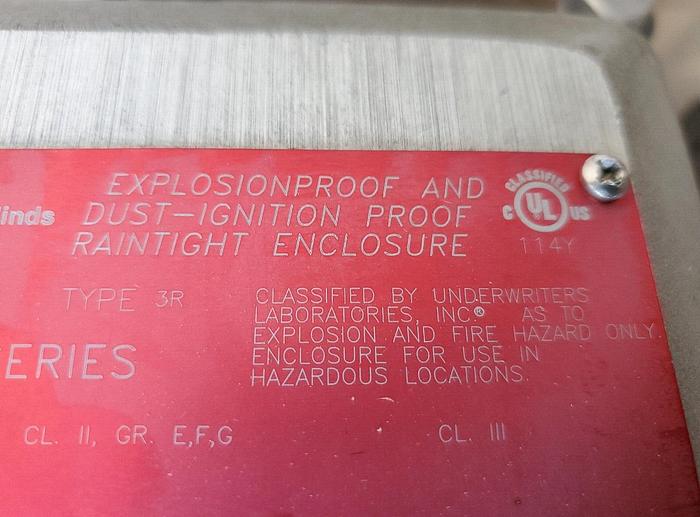 EXPLOSIONPROOF AND
inds DUST-IGNITION PROOF
RAINTIGHT ENCLOSURE
CLASSIFIED
C UL US
114Y
TYPE 3R
CLASSIFIED BY UNDERWRITERS
LABORATORIES, INC® AS TO
EXPLOSION AND FIRE HAZARD ONLY.
ENCLOSURE FOR USE IN
HAZARDOUS LOCATIONS.
ERIES
CL. II, GR. E,F,G CL. III